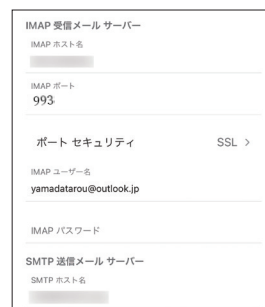 IMAP 受信メール サーバー
IMAP ホスト名
IMAP ポート
993
ポート セキュリティ SSL >
IMAP ユーザー名
yamadatarou@outlook.jp
IMAP パスワード
SMTP 送信メール サーバー
SMTP ホスト名